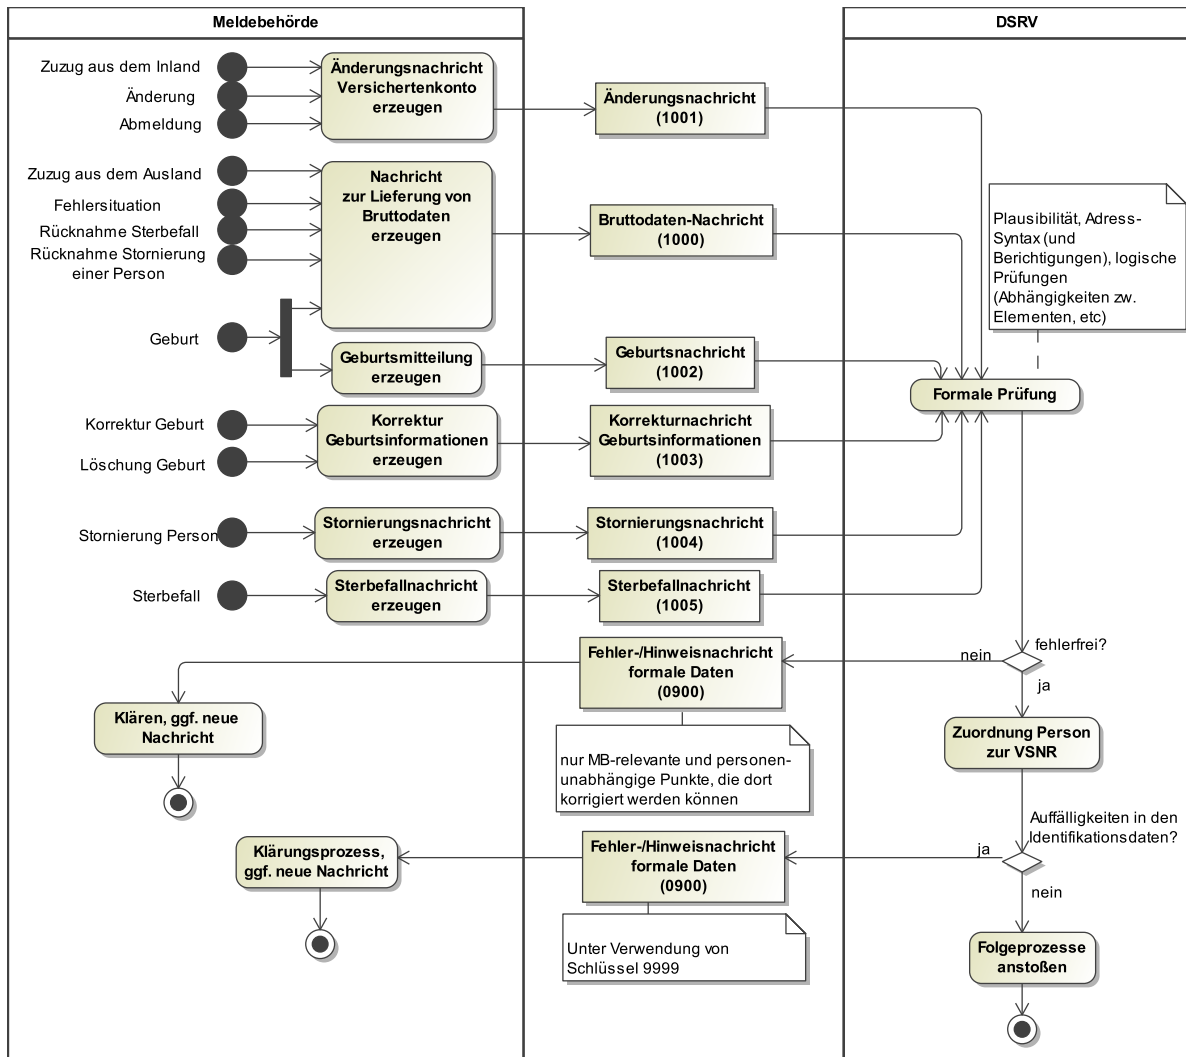 Meldebehörde
DSRV
Zuzug aus dem Inland
Änderung
Abmeldung
Änderungsnachricht
Versichertenkonto
erzeugen
Änderungsnachricht
(1001)
Zuzug aus dem Ausland
Fehlersituation
Rücknahme Sterbefall
Rücknahme Stornierung
einer Person
Nachricht
zur Lieferung von
Bruttodaten
erzeugen
Bruttodaten-Nachricht
(1000)
Plausibilität, Adress-
Syntax (und
Berichtigungen), logische
Prüfungen
(Abhängigkeiten zw.
Elementen, etc)
Geburt
Geburtsmitteilung
erzeugen
Geburtsnachricht
(1002)
Formale Prüfung
Korrektur Geburt
Löschung Geburt
Korrektur
Geburtsinformationen
erzeugen
Korrekturnachricht
Geburtsinformationen
(1003)
Stornierung Person
Stornierungsnachricht
erzeugen
Stornierungsnachricht
(1004)
Sterbefall
Sterbefallnachricht
erzeugen
Sterbefallnachricht
(1005)
Fehler-/Hinweisnachricht
formale Daten
(0900)
nein
fehlerfrei?
ja
Klären, ggf. neue
Nachricht
Zuordnung Person
zur VSNR
nur MB-relevante und personen-
unabhängige Punkte, die dort
korrigiert werden können
Auffälligkeiten in den
Identifikationsdaten?
Klärungsprozess,
ggf. neue Nachricht
Fehler-/Hinweisnachricht
formale Daten
(0900)
ja
nein
Unter Verwendung von
Schlüssel 9999
Folgeprozesse
anstoßen